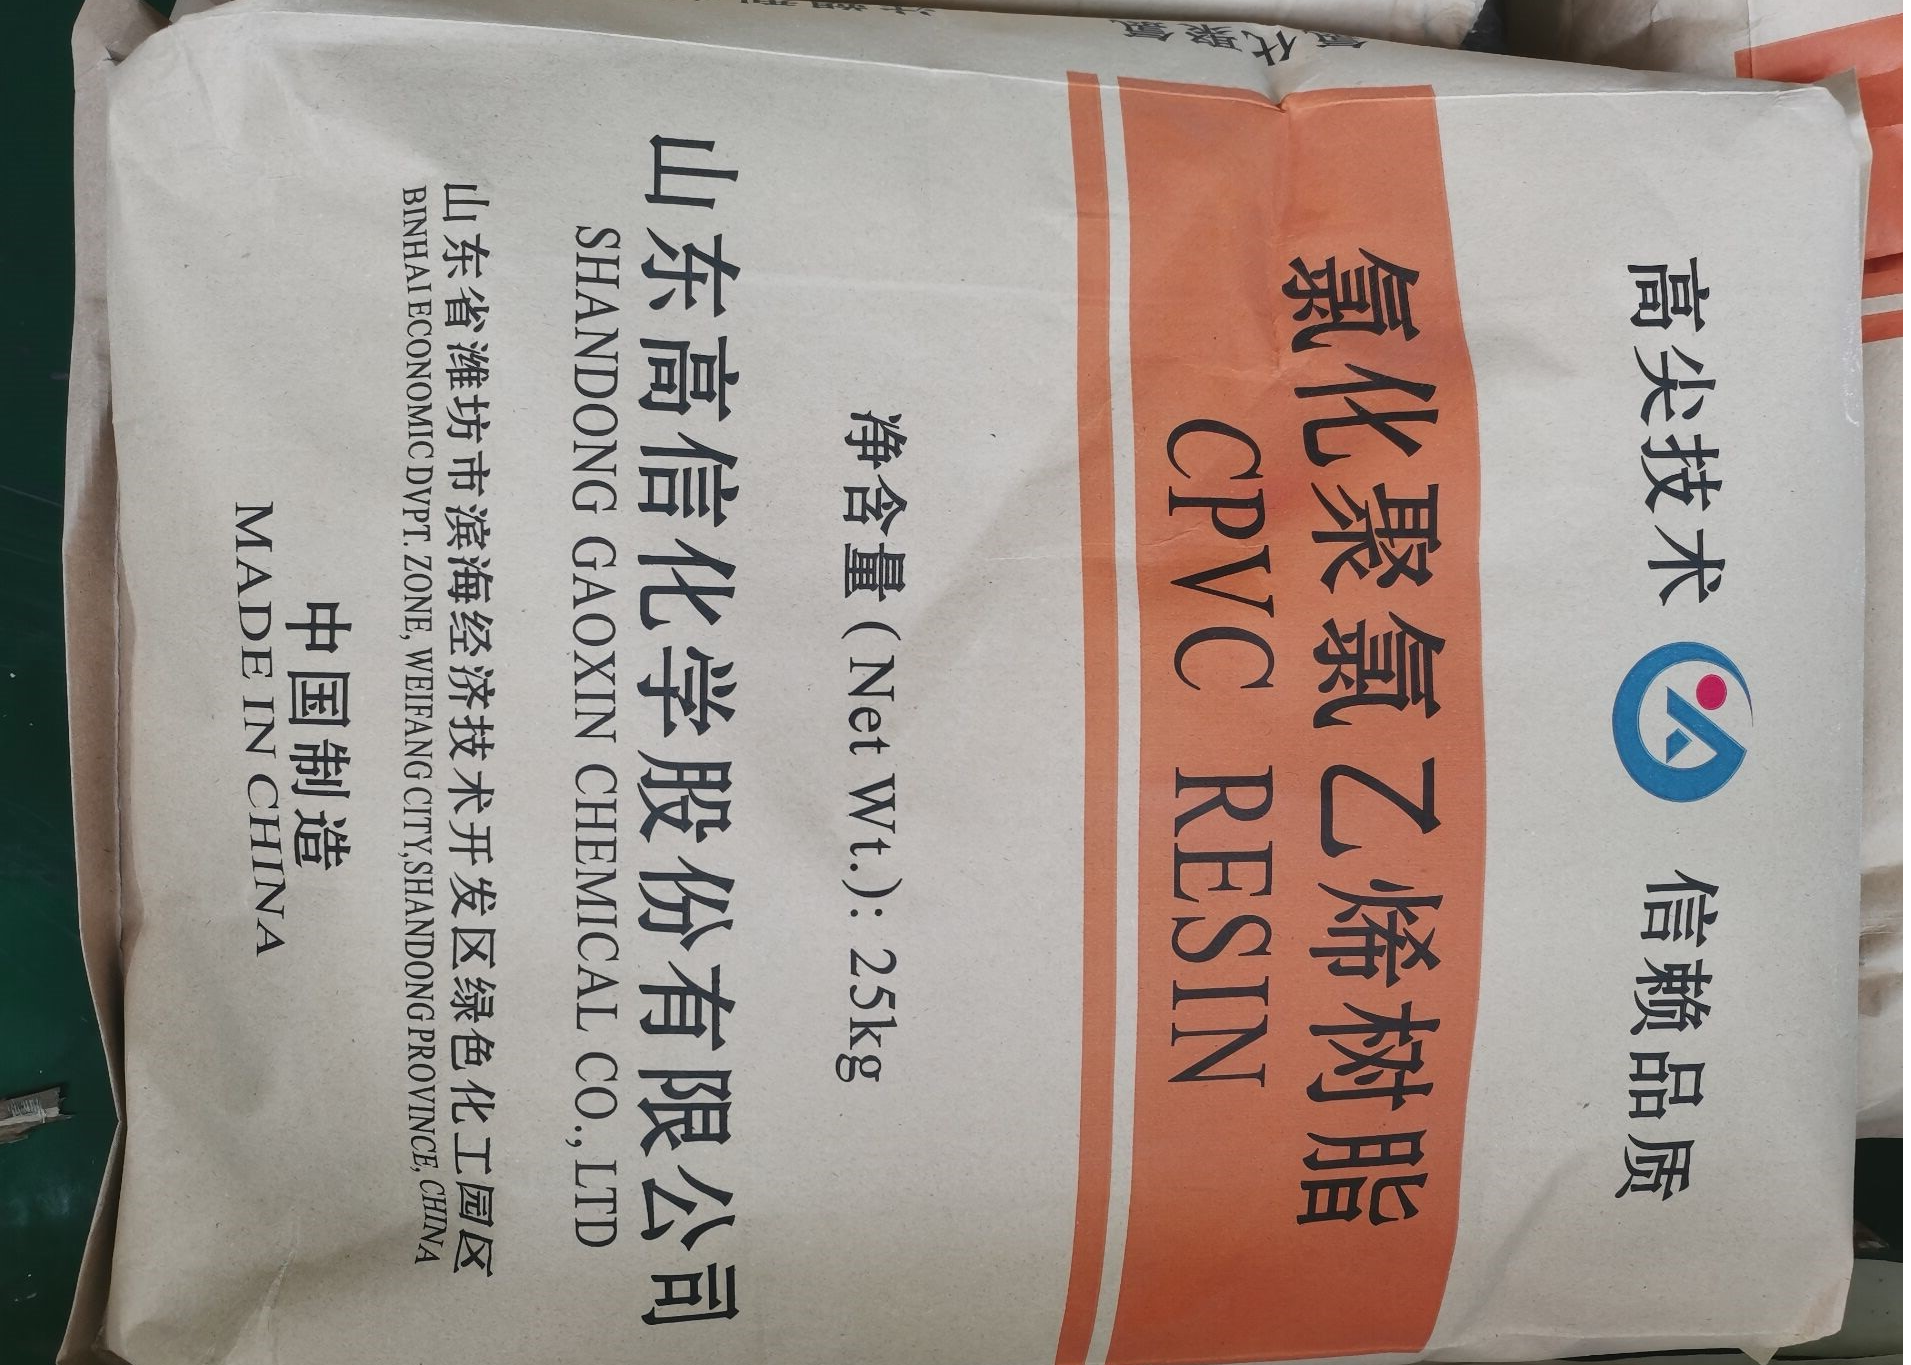 高尖技术 信赖品质
氯化聚氯乙烯树脂
CPVC RESIN
净含量(Net Wt.): 25kg
山东高信化学股份有限公司
SHANDONG GAOXIN CHEMICAL CO.,LTD
山东省潍坊市滨海经济技术开发区绿色化工园区
BINHAI ECONOMIC DVPT. ZONE, WEIFANG CITY,SHANDONG PROVINCE, CHINA
中国制造
MADE IN CHINA
氯化聚氯